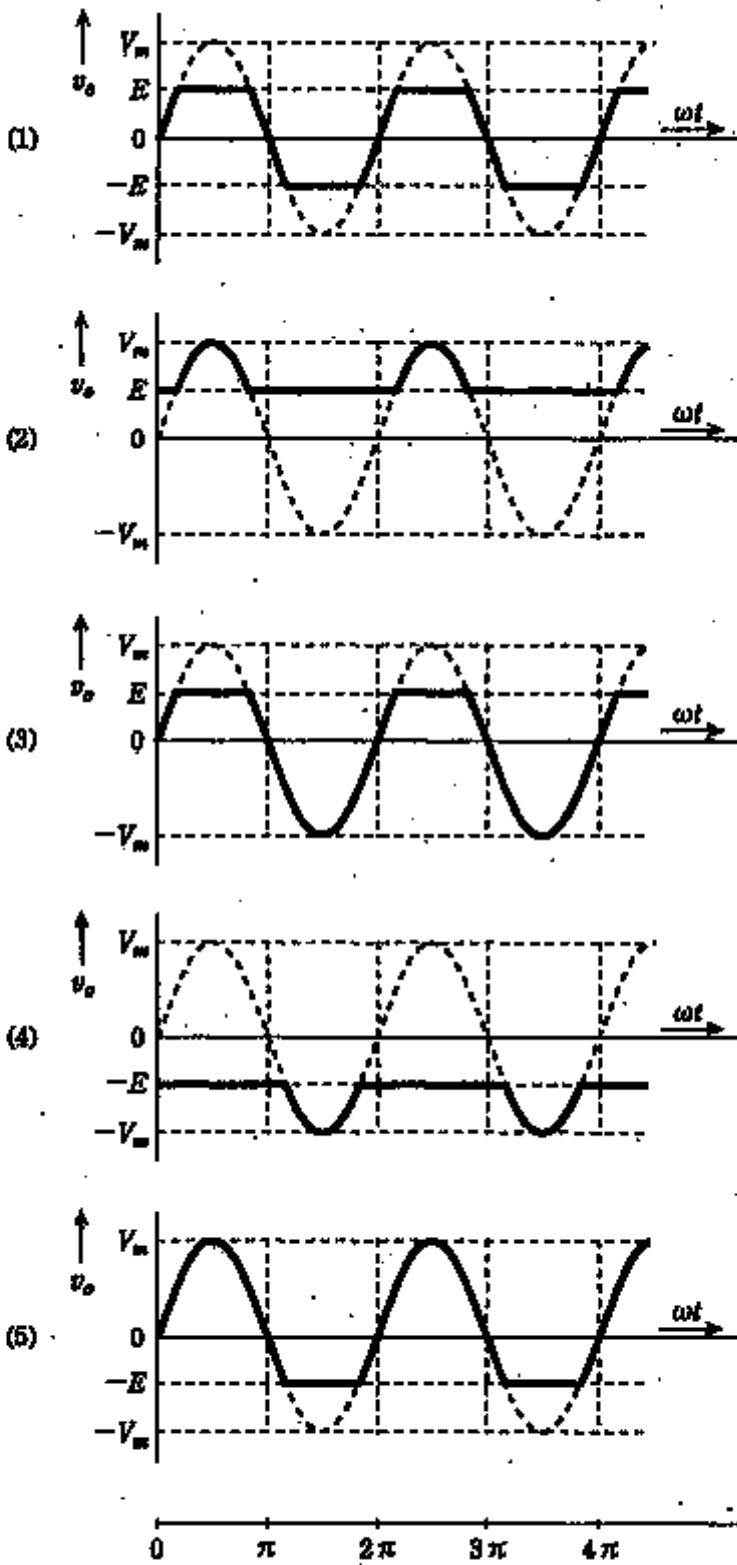 V_m
v_o
E
ωt
(1)
0
-E
-V_m
V_m
v_o
E
ωt
(2)
0
-V_m
V_m
v_o
E
ωt
(3)
0
-V_m
V_m
v_o
ωt
(4)
0
-E
-V_m
V_m
v_o
ωt
(5)
0
-E
-V_m
0 π 2π 3π 4π